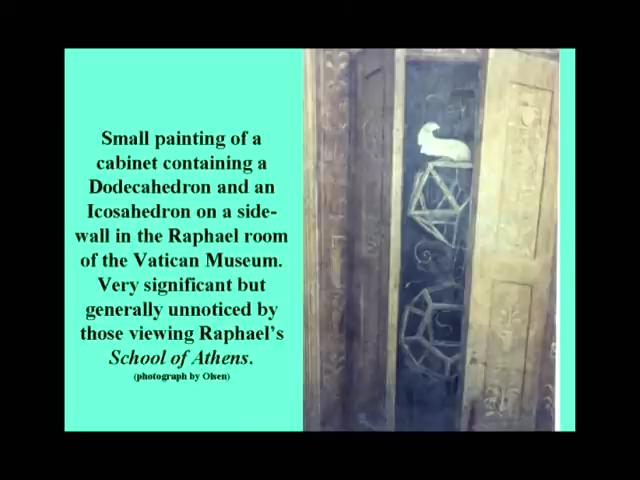 Small painting of a
cabinet containing a
Dodecahedron and an
Icosahedron on a side-
wall in the Raphael room
of the Vatican Museum.
Very significant but
generally unnoticed by
those viewing Raphael's
School of Athens.
(photograph by Olsen)